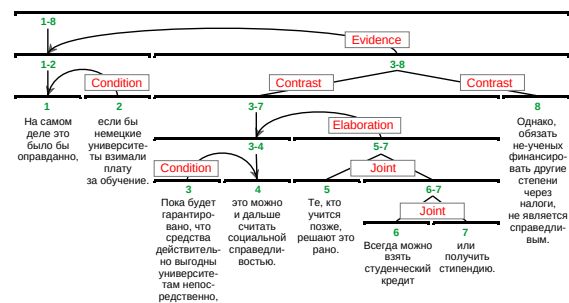 1-8
Evidence
1-2
3-8
Condition
Contrast
Contrast
1
2
3-7
8
На самом
деле это
было бы
оправданно,
если бы
немецкие
университе-
ты взимали
плату
за обучение.
Elaboration
Однако,
обязать
не-ученых
финансиро-
вать другие
степени
через
налоги,
не является
справедли-
вым.
3-4
5-7
Condition
Joint
3
4
5
6-7
Пока будет
гарантиро-
вано, что
средства
действитель-
но выгодны
университе-
там непос-
редственно,
это можно
и дальше
считать
социальной
справедли-
востью.
Те, кто
учится
позже,
решают это
рано.
Joint
6
7
Всегда можно
взять
студенческий
кредит
или
получить
стипендию.